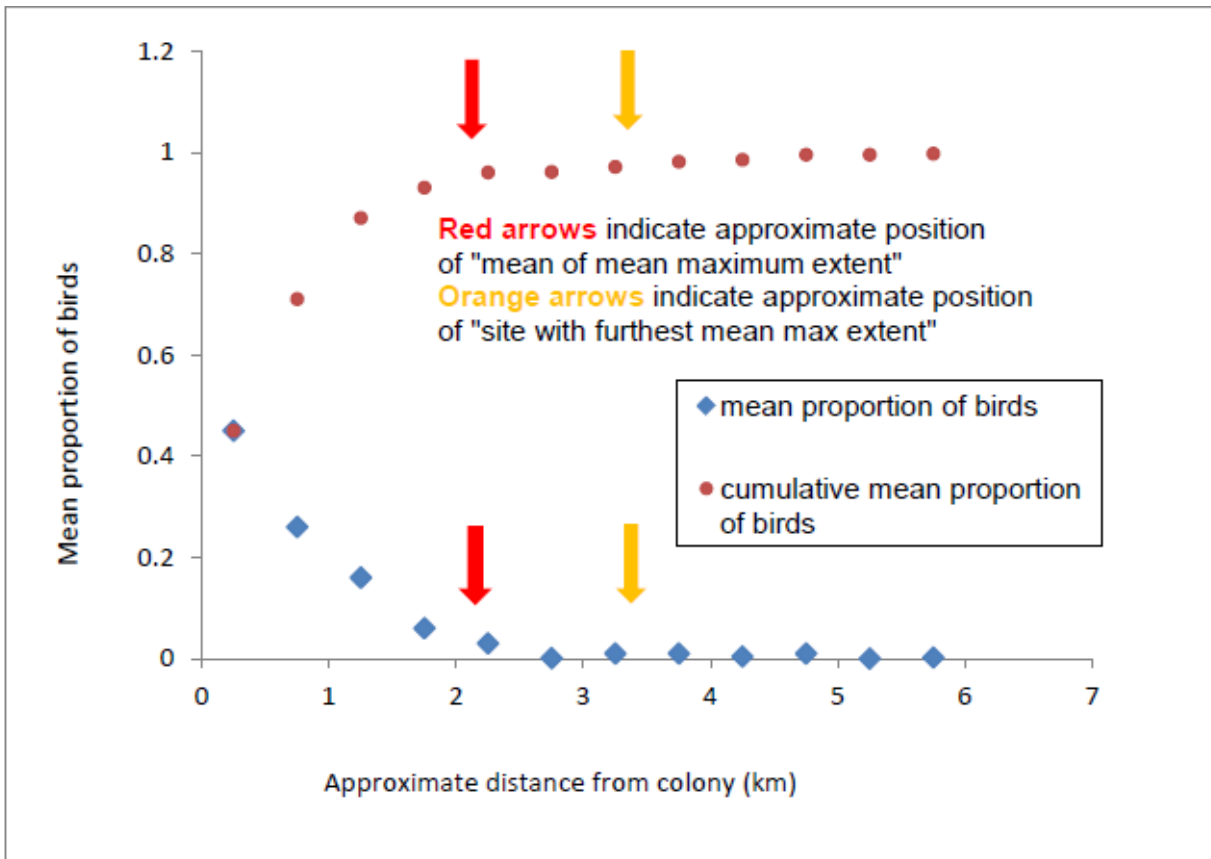 1.2
1
0.8
0.6
0.4
0.2
0
Mean proportion of birds
Red arrows indicate approximate position
of "mean of mean maximum extent"
Orange arrows indicate approximate position
of "site with furthest mean max extent"
mean proportion of birds
cumulative mean proportion
of birds
0 1 2 3 4 5 6 7
Approximate distance from colony (km)